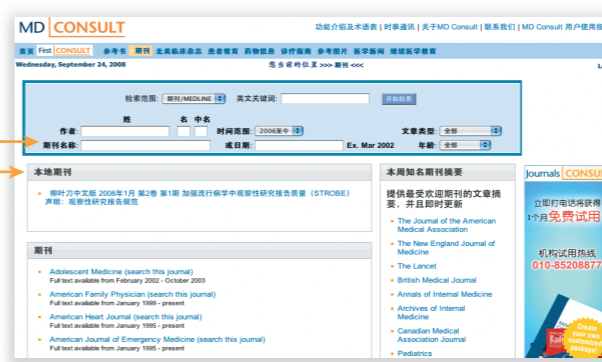 MD CONSULT
功能介绍及术语表 | 时事通讯 | 关于MD Consult | 联系我们 | MD Consult 用户使用指
首页 First CONSULT 参考书 期刊 北美临床杂志 患者教育 药物信息 诊疗指南 参考图片 医学新闻 继续医学教育
Wednesday, September 24, 2008 您当前的位置 >>> 期刊 <<<
检索范围: 期刊/MEDLINE 英文关键词: 开始检索
姓 名 中名
作者: 时间范围: 2006至今 文章类型: 全部
期刊名称: 或日期: Ex. Mar 2002 年龄: 全部
本地期刊
柳叶刀中文版 2008年1月 第2卷 第1期 加强流行病学中观察性研究报告质量（STROBE）
声明：观察性研究报告规范
期刊
Adolescent Medicine (search this journal)
Full text available from February 2002 - October 2003
American Family Physician (search this journal)
Full text available from January 1999 - present
American Heart Journal (search this journal)
Full text available from January 1995 - present
American Journal of Emergency Medicine (search this journal)
Full text available from January 1995 - present
本周知名期刊摘要
提供最受欢迎期刊的文章摘
要，并且即时更新
The Journal of the American
Medical Association
The New England Journal of
Medicine
The Lancet
British Medical Journal
Annals of Internal Medicine
Archives of Internal
Medicine
Canadian Medical
Association Journal
Pediatrics
Journals CONSU
立即打电话将获得
1个月免费试用
机构试用热线
010-85208877
Create
your own
customized
package!